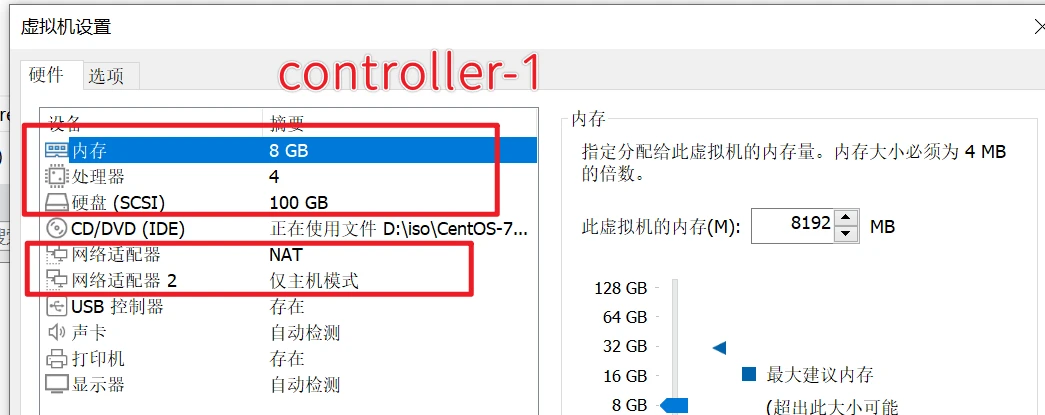 虚拟机设置
硬件 选项
controller-1
设备 摘要
内存 8 GB
处理器 4
硬盘 (SCSI) 100 GB
CD/DVD (IDE) 正在使用文件 D:\iso\CentOS-7...
网络适配器 NAT
网络适配器 2 仅主机模式
USB 控制器 存在
声卡 自动检测
打印机 存在
显示器 自动检测
内存
指定分配给此虚拟机的内存量。内存大小必须为 4 MB
的倍数。
此虚拟机的内存(M): 8192 MB
128 GB
64 GB
32 GB
16 GB
8 GB
最大建议内存
(超出此大小可能